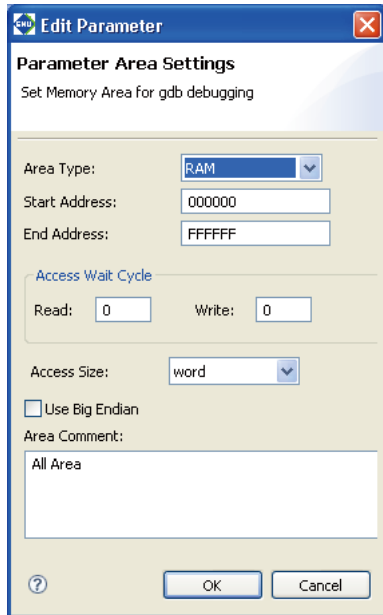 GNU Edit Parameter
Parameter Area Settings
Set Memory Area for gdb debugging
Area Type: RAM
Start Address: 000000
End Address: FFFFFF
Access Wait Cycle
Read: 0 Write: 0
Access Size: word
Use Big Endian
Area Comment:
All Area
? OK Cancel